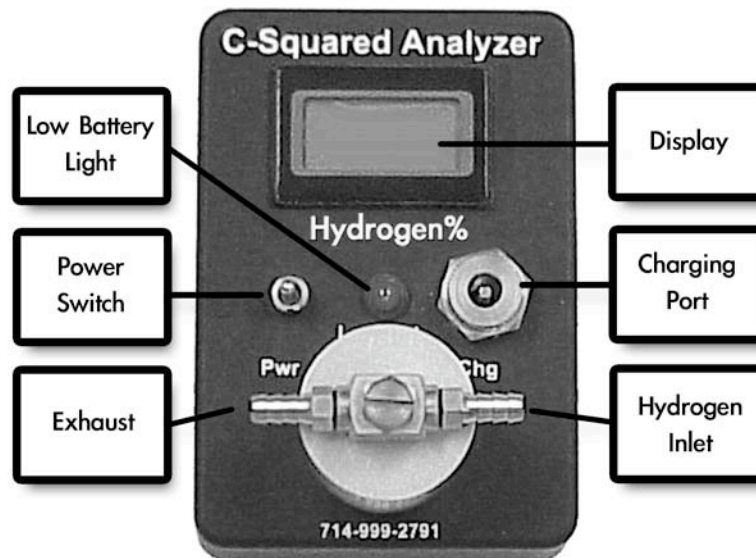 C-Squared Analyzer
Low Battery
Light
Display
Hydrogen%
Power
Switch
Charging
Port
Pwr
Chg
Exhaust
Hydrogen
Inlet
714-999-2791